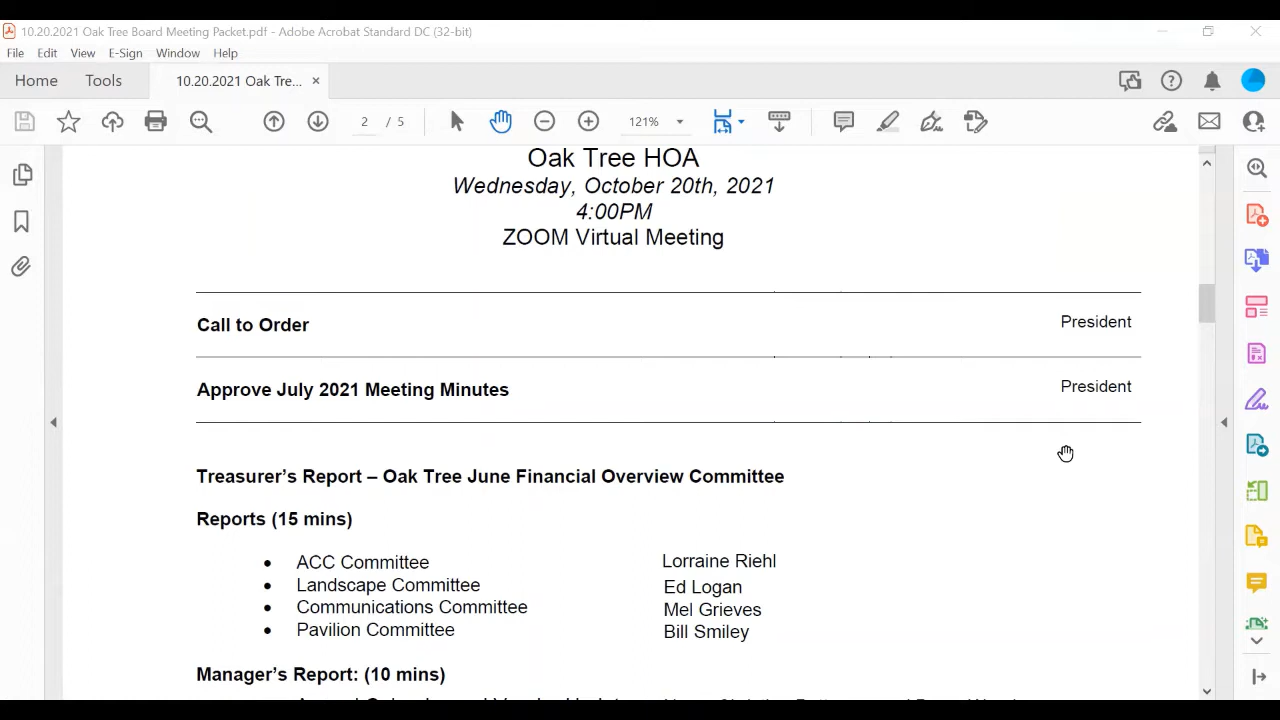 10.20.2021 Oak Tree Board Meeting Packet.pdf - Adobe Acrobat Standard DC (32-bit)
File Edit View E-Sign Window Help
Home Tools 10.20.2021 Oak Tre... ×
2 / 5 121%
Oak Tree HOA
Wednesday, October 20th, 2021
4:00PM
ZOOM Virtual Meeting
Call to Order President
Approve July 2021 Meeting Minutes President
Treasurer's Report – Oak Tree June Financial Overview Committee
Reports (15 mins)
• ACC Committee Lorraine Riehl
• Landscape Committee Ed Logan
• Communications Committee Mel Grieves
• Pavilion Committee Bill Smiley
Manager's Report: (10 mins)